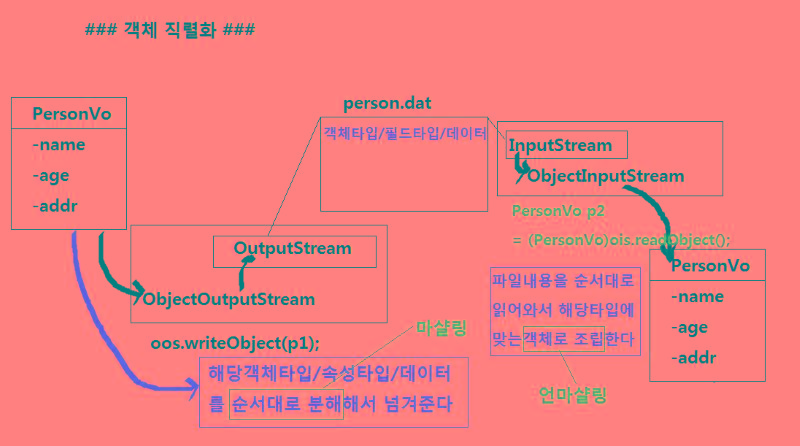 ### 객체 직렬화 ###
person.dat
PersonVo
-name
-age
-addr
객체타입/필드타입/데이터
InputStream
ObjectInputStream
PersonVo p2
= (PersonVo)ois.readObject();
OutputStream
ObjectOutputStream
oos.writeObject(p1);
마샬링
해당객체타입/속성타입/데이터
를 순서대로 분해해서 넘겨준다
PersonVo
-name
-age
-addr
파일내용을 순서대로
읽어와서 해당타입에
맞는객체로 조립한다
언마샬링